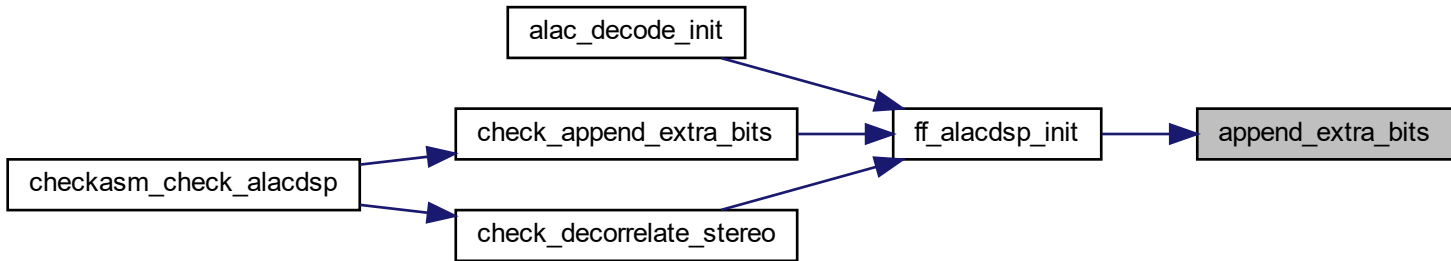 alac_decode_init
check_append_extra_bits
ff_alacdsp_init
append_extra_bits
checkasm_check_alacdsp
check_decorrelate_stereo